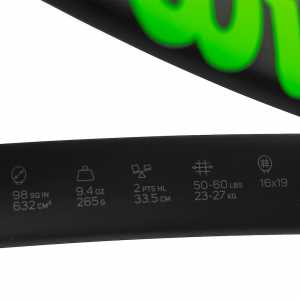 98 SQ IN
632 CM²
9.4 OZ
265 G
2 PTS HL
33.5 CM
50-60 LBS
23-27 KG
16x19